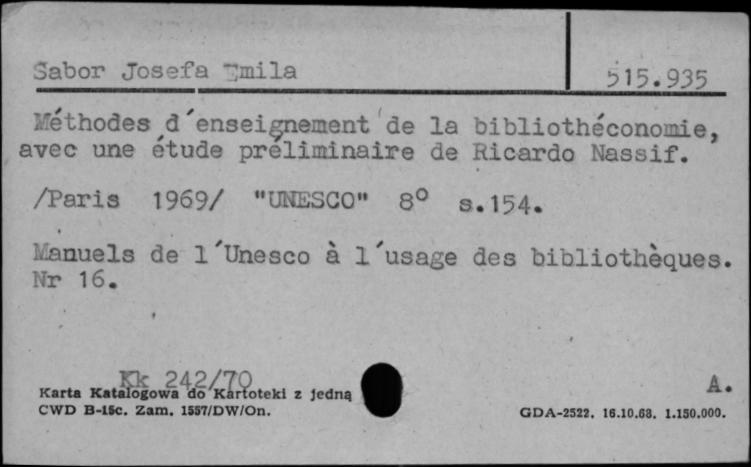 Sabor Josefa Emila
515.935
Méthodes d'enseignement de la bibliothéconomie,
avec une étude préliminaire de Ricardo Nassif.
/Paris 1969/ "UNESCO" 8º s.154.
Manuels de l'Unesco à l'usage des bibliothèques.
Nr 16.
Kk 242/70
A.
Karta Katalogowa do Kartoteki z jedną
CWD B-15c. Zam. 1557/DW/On.
GDA-2522. 16.10.68. 1.150.000.